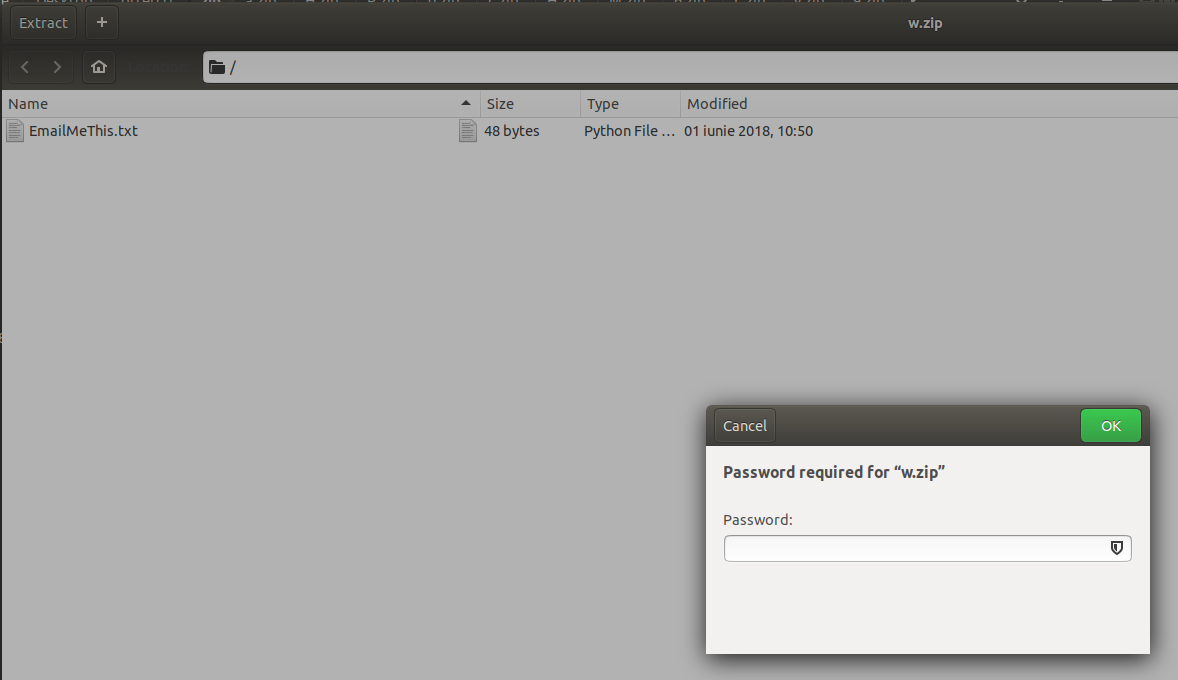 Extract + w.zip
/
Name Size Type Modified
EmailMeThis.txt 48 bytes Python File ... 01 iunie 2018, 10:50
Cancel OK
Password required for “w.zip”
Password: